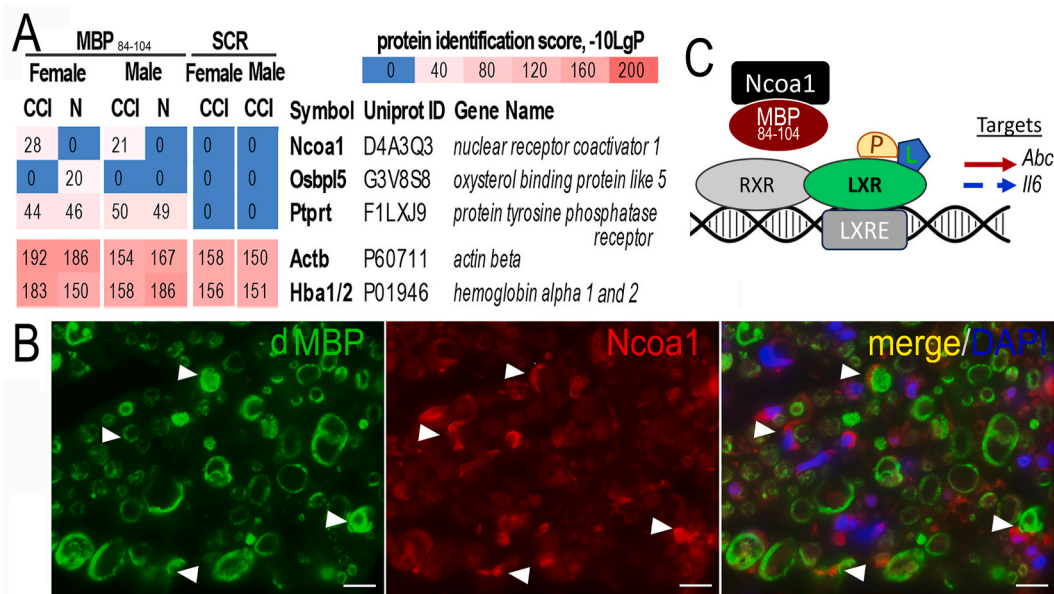 A
MBP 84-104 SCR
Female Male Female Male
CCI N CCI N CCI CCI
protein identification score, -10LgP
0 40 80 120 160 200
Symbol Uniprot ID Gene Name
28 0 21 0 0 0 Ncoa1 D4A3Q3 nuclear receptor coactivator 1
0 20 0 0 0 0 Osbpl5 G3V8S8 oxysterol binding protein like 5
44 46 50 49 0 0 Ptprt F1LXJ9 protein tyrosine phosphatase
receptor
192 186 154 167 158 150 Actb P60711 actin beta
183 150 158 186 156 151 Hba1/2 P01946 hemoglobin alpha 1 and 2
C
Ncoa1
MBP
84-104
P
L
RXR
LXR
LXRE
Targets
Abc
Il6
B
dMBP
Ncoa1
merge/DAPI